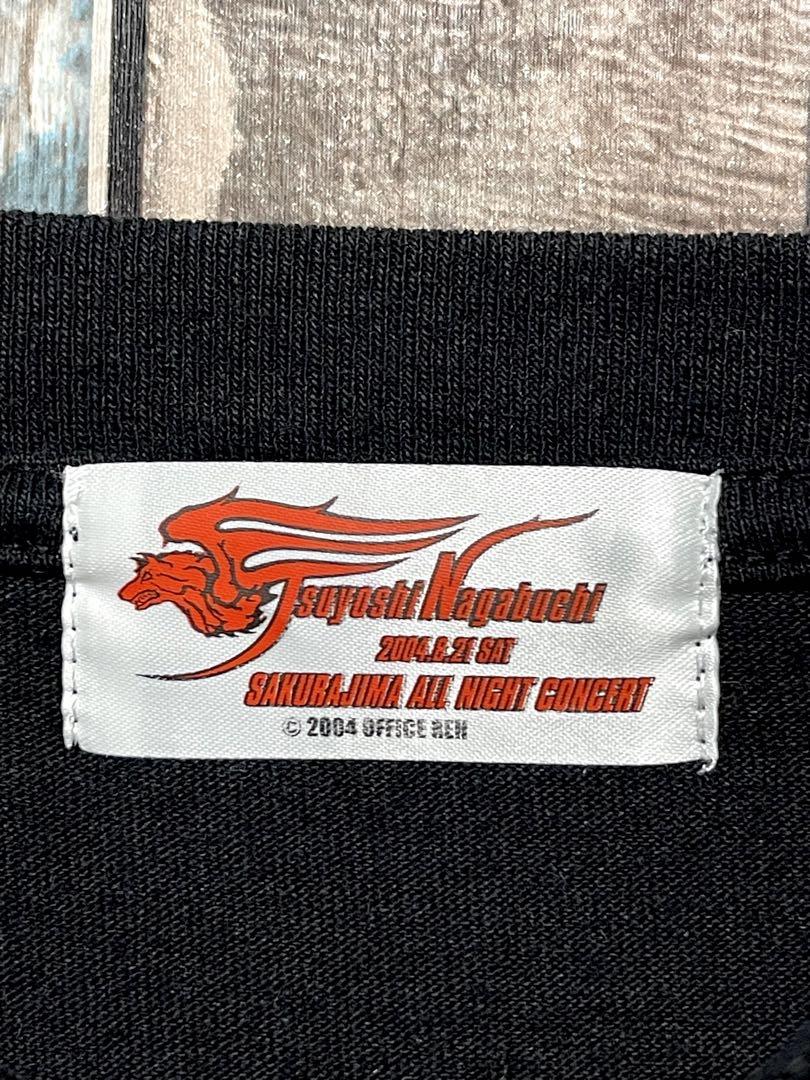 Tsuyoshi Nagabuchi
2004.8.21 SAT
SAKURAJIMA ALL NIGHT CONCERT
© 2004 OFFICE REN